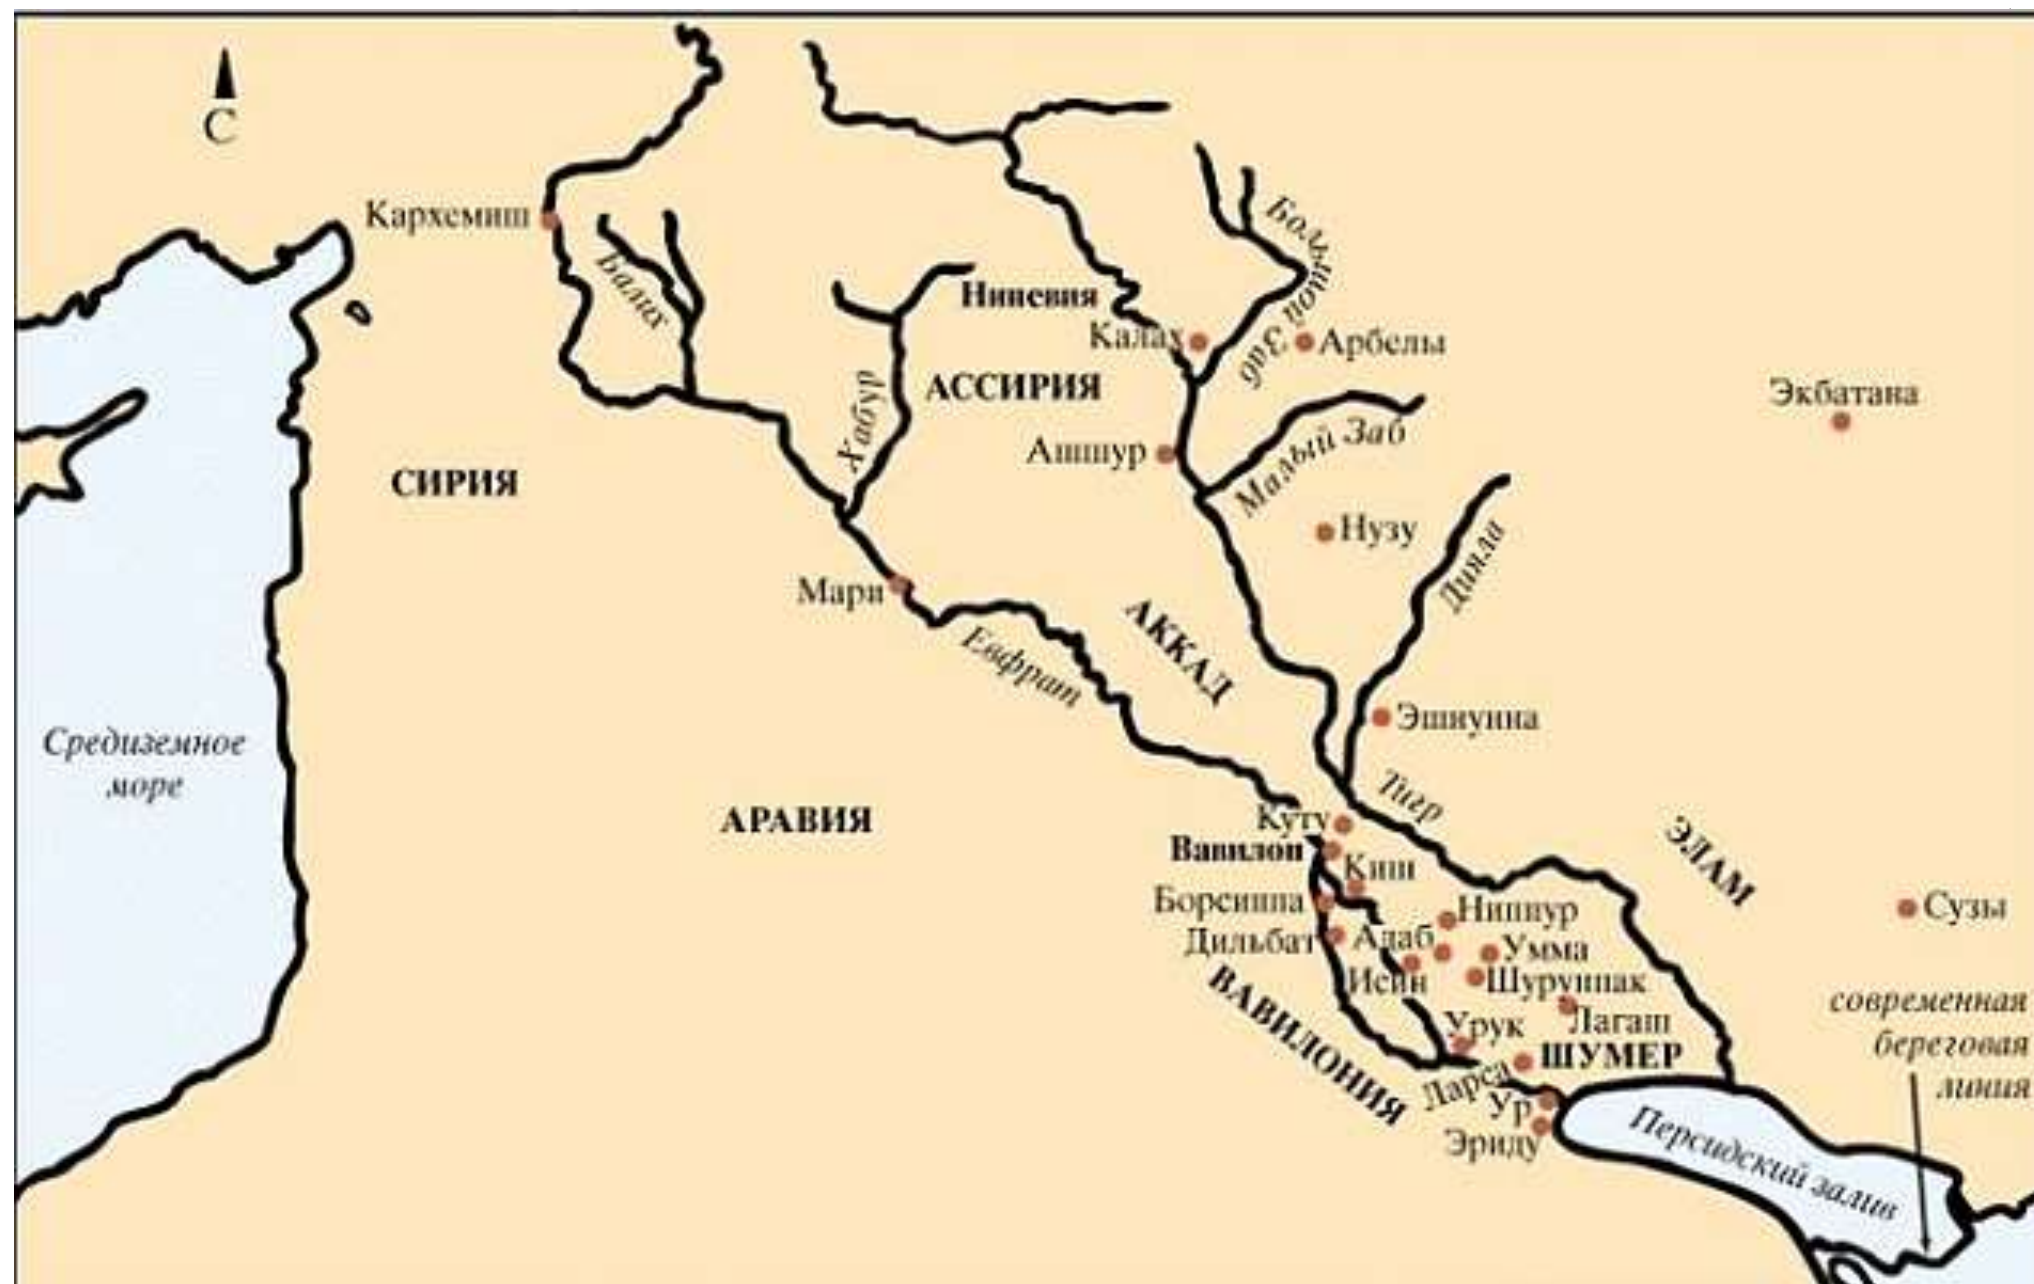 С
Кархемиш
Балих
Хабур
Ниневия
Калах
Большой Заб
Арбелы
АССИРИЯ
Экбатана
Ашшур
Малый Заб
СИРИЯ
Нузу
Дияла
Мари
Евфрат
АККАД
Эшнунна
Средиземное
море
Тигр
АРАВИЯ
Куту
Вавилон
Киш
ЭЛАМ
Борсиппа
Ниппур
Сузы
Дильбат
Адаб
Умма
Исин
Шуруппак
ВАВИЛОНИЯ
Лагаш
Урук
ШУМЕР
Ларса
Ур
Эриду
современная
береговая
линия
Персидский залив